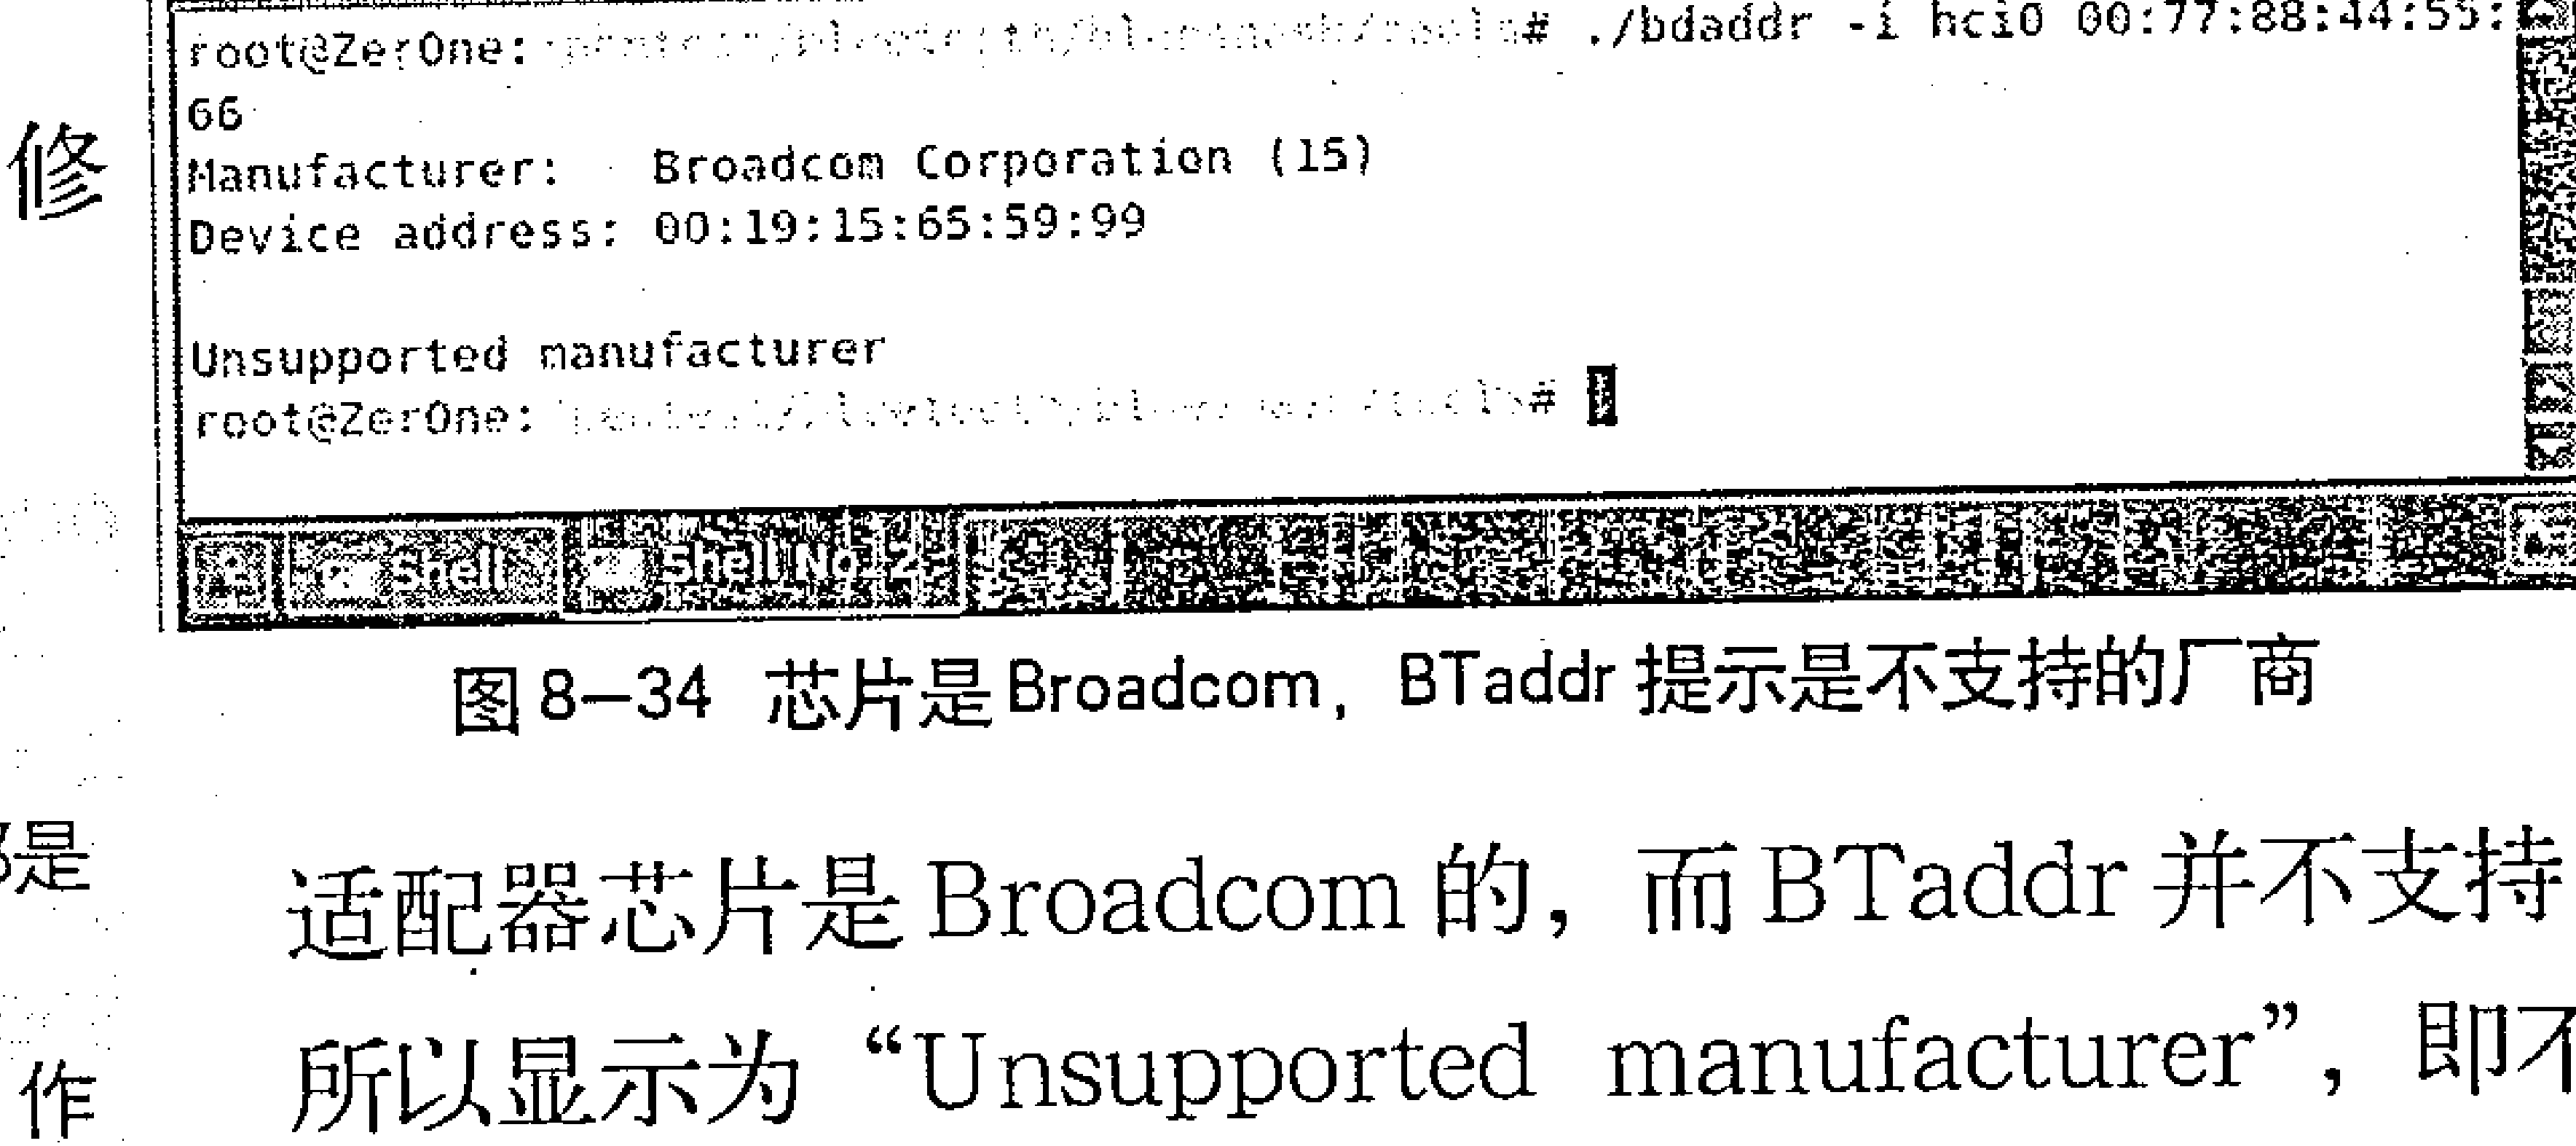 root@ZerOne: # ./bdaddr -i hci0 00:77:88:44:55:
66
Manufacturer: Broadcom Corporation (15)
Device address: 00:19:15:65:59:99
Unsupported manufacturer
root@ZerOne: #
Shell
Shell No. 2
图8-34 芯片是Broadcom，BTaddr提示是不支持的厂商
修
是
适配器芯片是Broadcom的，而BTaddr并不支持
所以显示为“Unsupported manufacturer”，即不
作